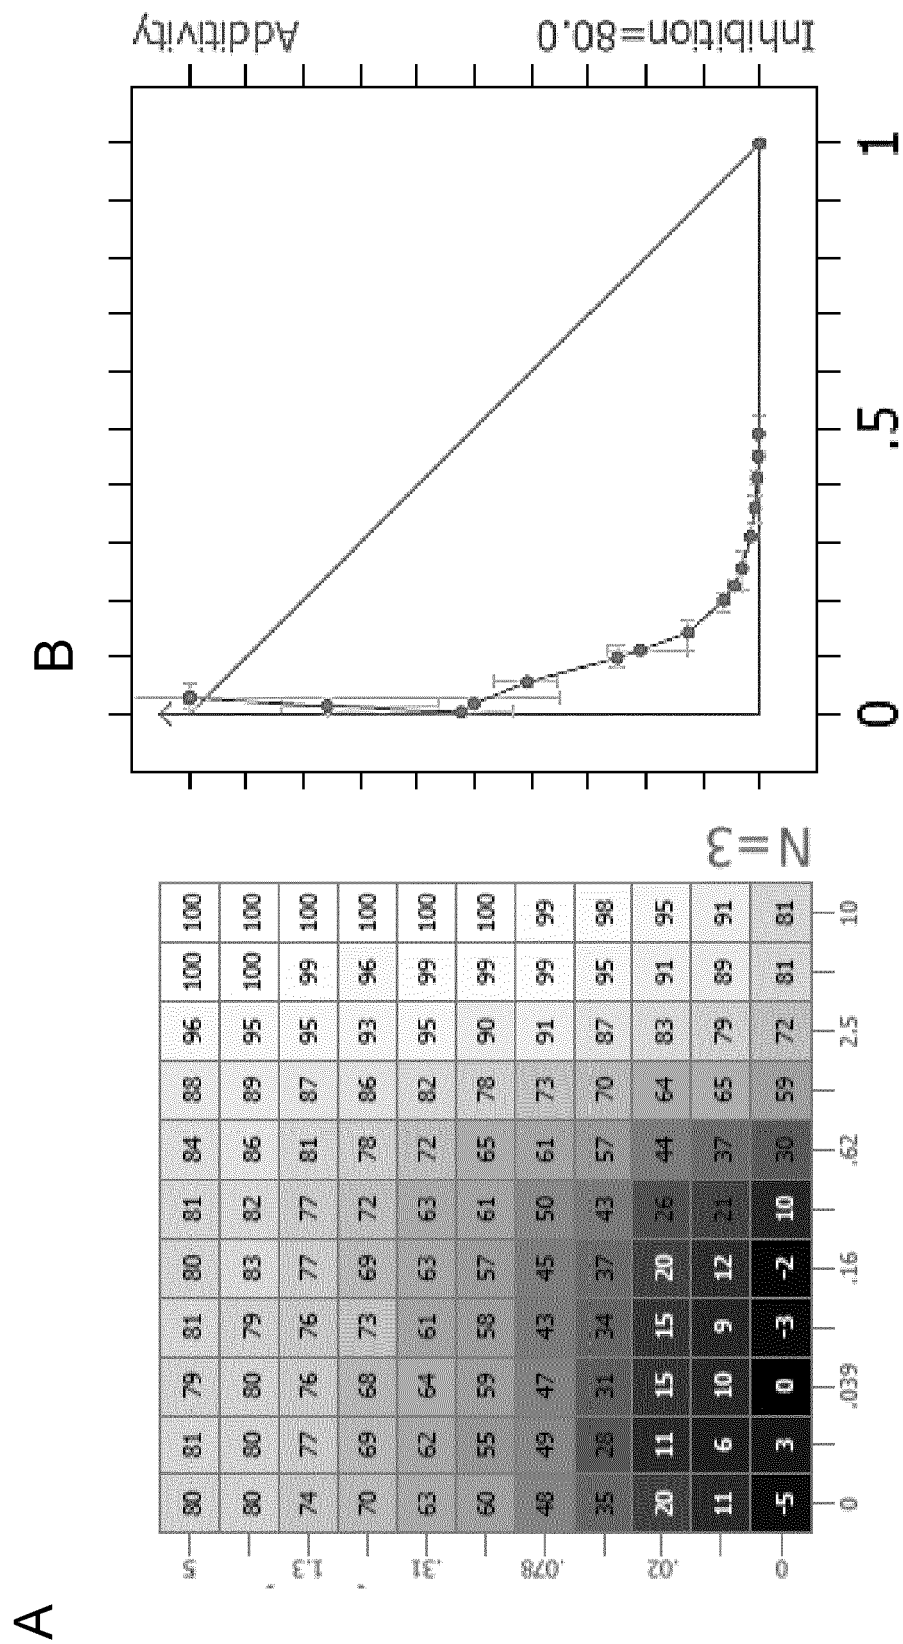 A
5 80 81 79 81 80 81 84 88 96 100 100
80 80 80 79 83 82 86 89 95 100 100
1.3 74 77 76 76 77 77 81 87 95 99 100
70 69 68 73 69 72 78 86 93 96 100
.31 63 62 64 61 63 63 72 82 95 99 100
60 55 59 58 57 61 65 78 90 99 100
.078 48 49 47 43 45 50 61 73 91 99 99
35 28 31 34 37 43 57 70 87 95 98
.02 20 11 15 15 20 26 44 64 83 91 95
11 6 10 9 12 21 37 65 79 89 91
0 -5 3 0 -3 -2 10 30 59 72 81 81
0 .039 .16 .62 2.5 10
N=3
B
Additivity
Inhibition=80.0
0 .5 1